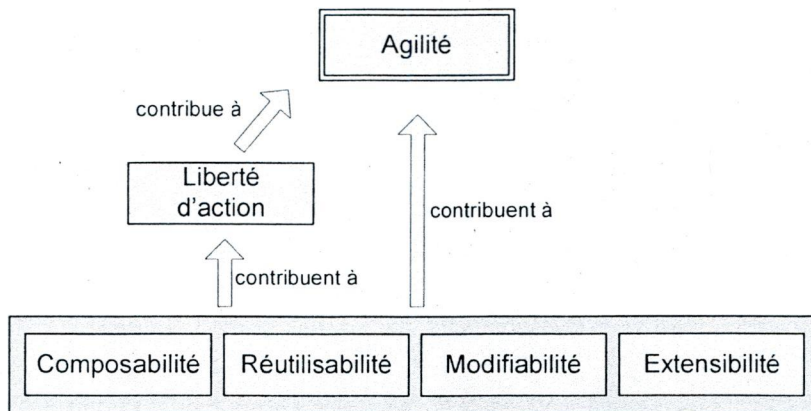 Agilité
contribue à
Liberté
d'action
contribuent à
contribuent à
Composabilité
Réutilisabilité
Modifiabilité
Extensibilité